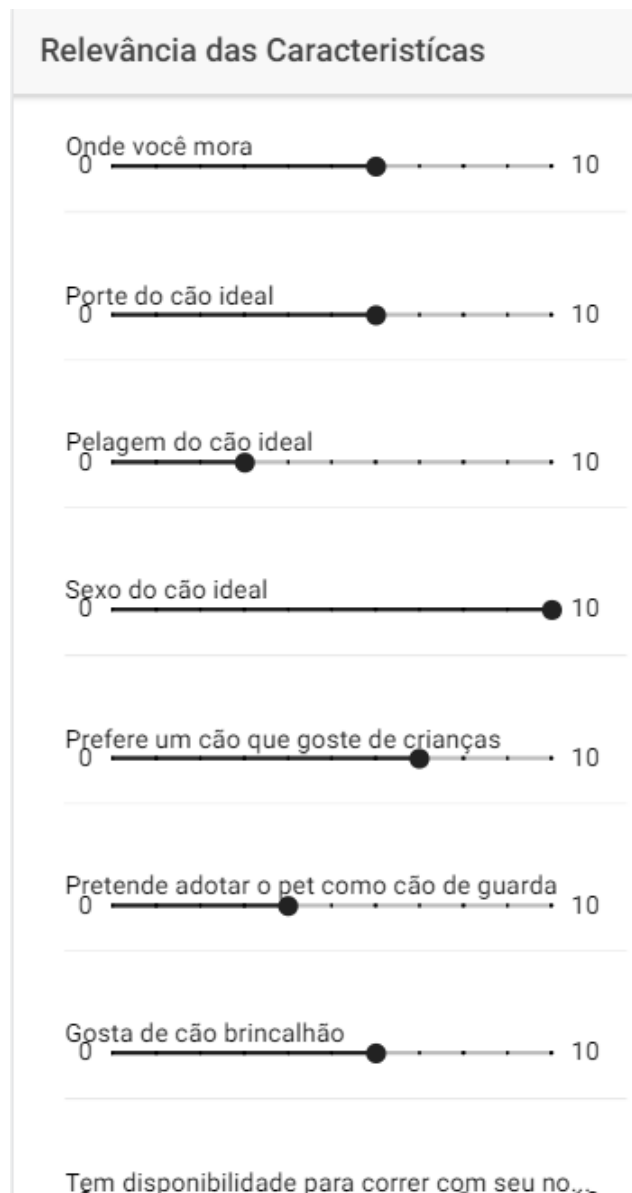 Relevância das Caracteristícas
Onde você mora
0 10
Porte do cão ideal
0 10
Pelagem do cão ideal
0 10
Sexo do cão ideal
0 10
Prefere um cão que goste de crianças
0 10
Pretende adotar o pet como cão de guarda
0 10
Gosta de cão brincalhão
0 10
Tem disponibilidade para correr com seu no...